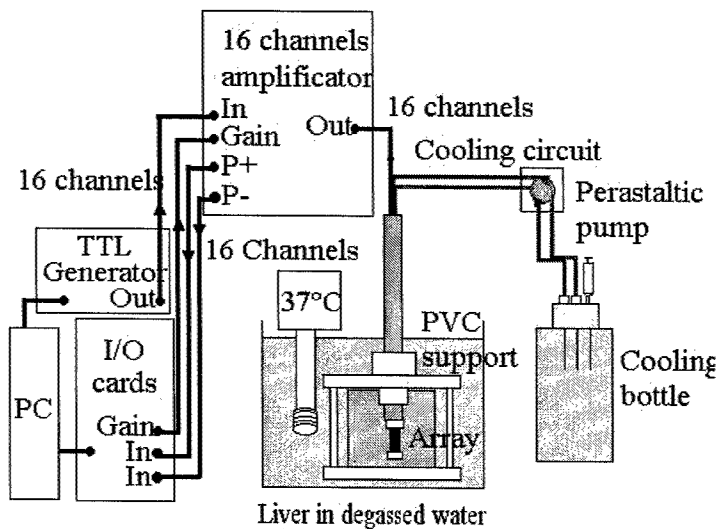 16 channels
amplificator
In
Gain
P+
P-
Out
16 channels
Cooling circuit
Perastaltic
pump
16 channels
TTL
Generator
Out
16 Channels
37°C
PVC
support
I/O
cards
PC
Gain
In
In
Array
Cooling
bottle
Liver in degassed water